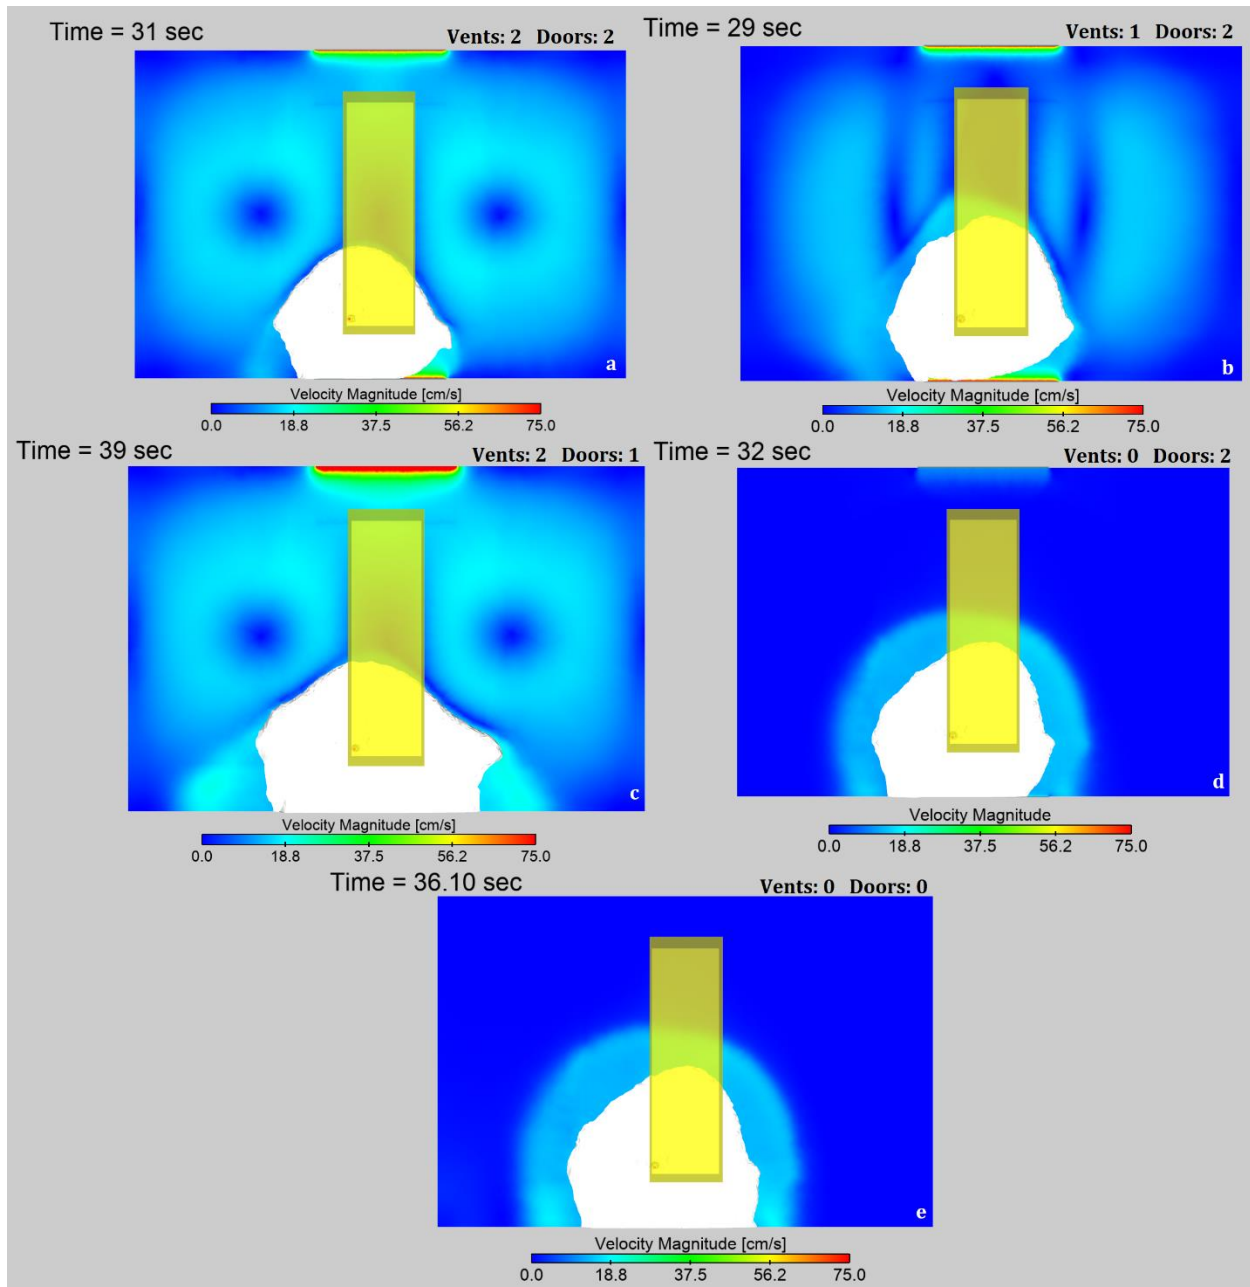 Time = 31 sec
Vents: 2 Doors: 2
a
Velocity Magnitude [cm/s]
0.0 18.8 37.5 56.2 75.0
Time = 29 sec
Vents: 1 Doors: 2
b
Velocity Magnitude [cm/s]
0.0 18.8 37.5 56.2 75.0
Time = 39 sec
Vents: 2 Doors: 1
c
Velocity Magnitude [cm/s]
0.0 18.8 37.5 56.2 75.0
Time = 32 sec
Vents: 0 Doors: 2
d
Velocity Magnitude
0.0 18.8 37.5 56.2 75.0
Time = 36.10 sec
Vents: 0 Doors: 0
e
Velocity Magnitude [cm/s]
0.0 18.8 37.5 56.2 75.0